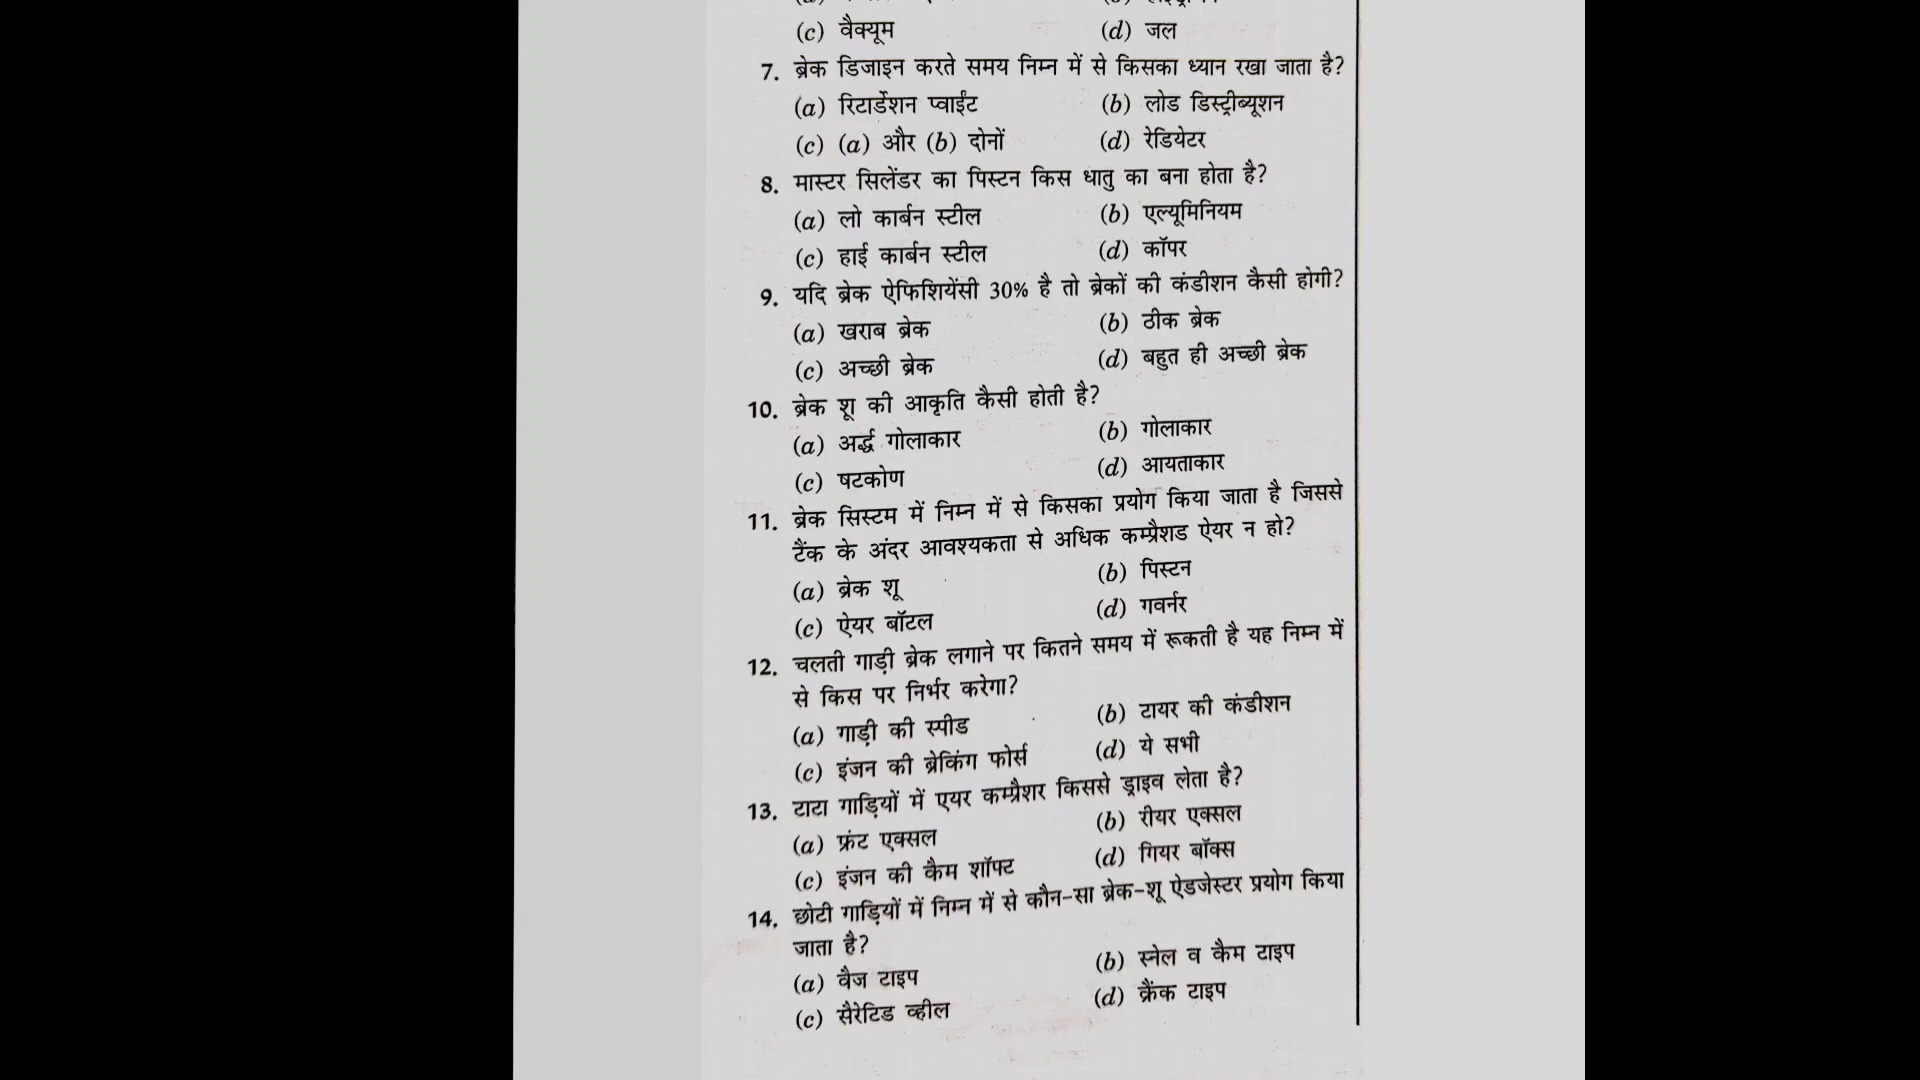 (c) वैक्यूम (d) जल
7. ब्रेक डिजाइन करते समय निम्न में से किसका ध्यान रखा जाता है?
(a) रिटार्डेशन प्वाईंट (b) लोड डिस्ट्रीब्यूशन
(c) (a) और (b) दोनों (d) रेडियेटर
8. मास्टर सिलेंडर का पिस्टन किस धातु का बना होता है?
(a) लो कार्बन स्टील (b) एल्यूमिनियम
(c) हाई कार्बन स्टील (d) कॉपर
9. यदि ब्रेक ऐफिशियेंसी 30% है तो ब्रेकों की कंडीशन कैसी होगी?
(a) खराब ब्रेक (b) ठीक ब्रेक
(c) अच्छी ब्रेक (d) बहुत ही अच्छी ब्रेक
10. ब्रेक शू की आकृति कैसी होती है?
(a) अर्द्ध गोलाकार (b) गोलाकार
(c) षटकोण (d) आयताकार
11. ब्रेक सिस्टम में निम्न में से किसका प्रयोग किया जाता है जिससे
टैंक के अंदर आवश्यकता से अधिक कम्प्रैशड ऐयर न हो?
(a) ब्रेक शू (b) पिस्टन
(c) ऐयर बॉटल (d) गवर्नर
12. चलती गाड़ी ब्रेक लगाने पर कितने समय में रूकती है यह निम्न में
से किस पर निर्भर करेगा?
(a) गाड़ी की स्पीड (b) टायर की कंडीशन
(c) इंजन की ब्रेकिंग फोर्स (d) ये सभी
13. टाटा गाड़ियों में एयर कम्प्रैशर किससे ड्राइव लेता है?
(a) फ्रंट एक्सल (b) रीयर एक्सल
(c) इंजन की कैम शॉफ्ट (d) गियर बॉक्स
14. छोटी गाड़ियों में निम्न में से कौन-सा ब्रेक-शू ऐडजेस्टर प्रयोग किया
जाता है?
(a) वैज टाइप (b) स्नेल व कैम टाइप
(c) सैरेटिड व्हील (d) क्रैंक टाइप